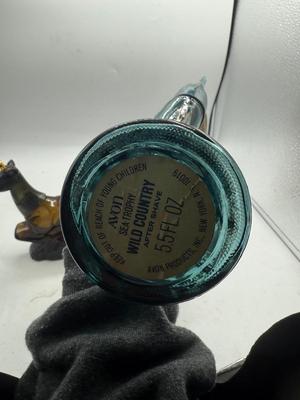 KEEP OUT OF REACH OF YOUNG CHILDREN
AVON
SEA TROPHY
WILD COUNTRY
AFTER SHAVE
5.5 FL. OZ.
AVON PRODUCTS, INC. NEW YORK, N.Y. 10019